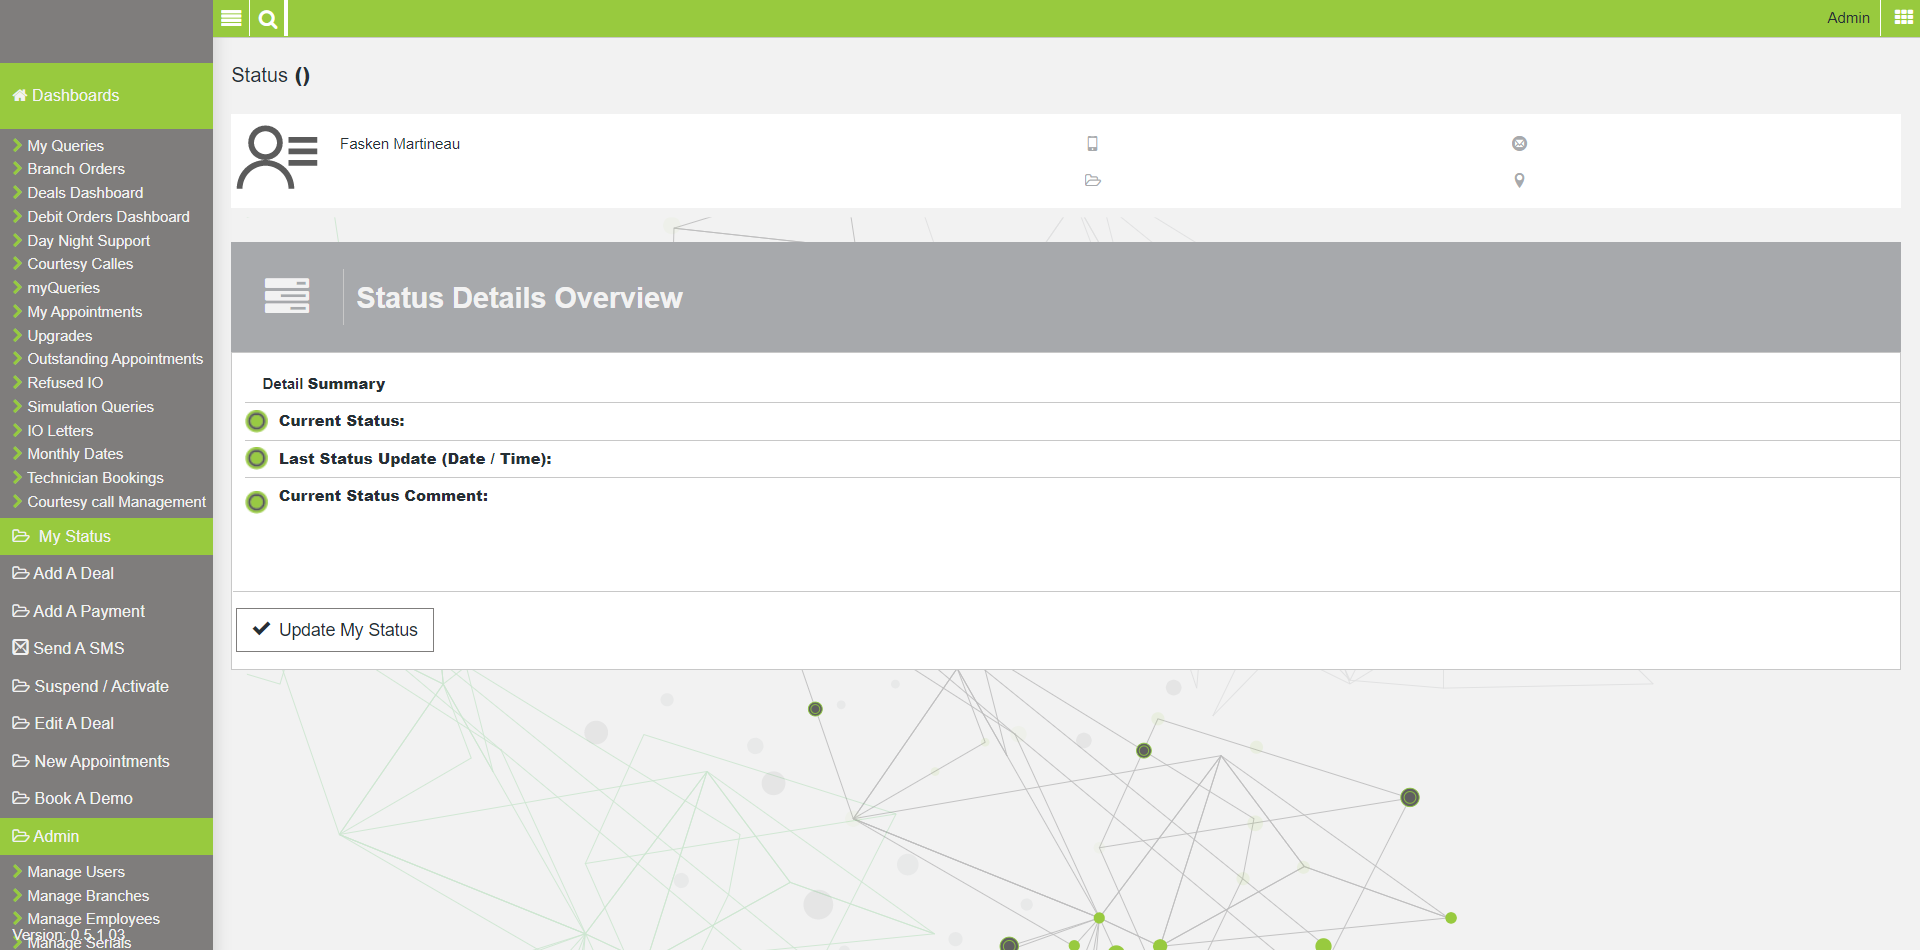 Admin
Dashboards
My Queries
Branch Orders
Deals Dashboard
Debit Orders Dashboard
Day Night Support
Courtesy Calles
myQueries
My Appointments
Upgrades
Outstanding Appointments
Refused IO
Simulation Queries
IO Letters
Monthly Dates
Technician Bookings
Courtesy call Management
My Status
Add A Deal
Add A Payment
Send A SMS
Suspend / Activate
Edit A Deal
New Appointments
Book A Demo
Admin
Manage Users
Manage Branches
Manage Employees
Version: 0.5.1.03
Manage Serials
Status ()
Fasken Martineau
Status Details Overview
Detail Summary
Current Status:
Last Status Update (Date / Time):
Current Status Comment:
Update My Status